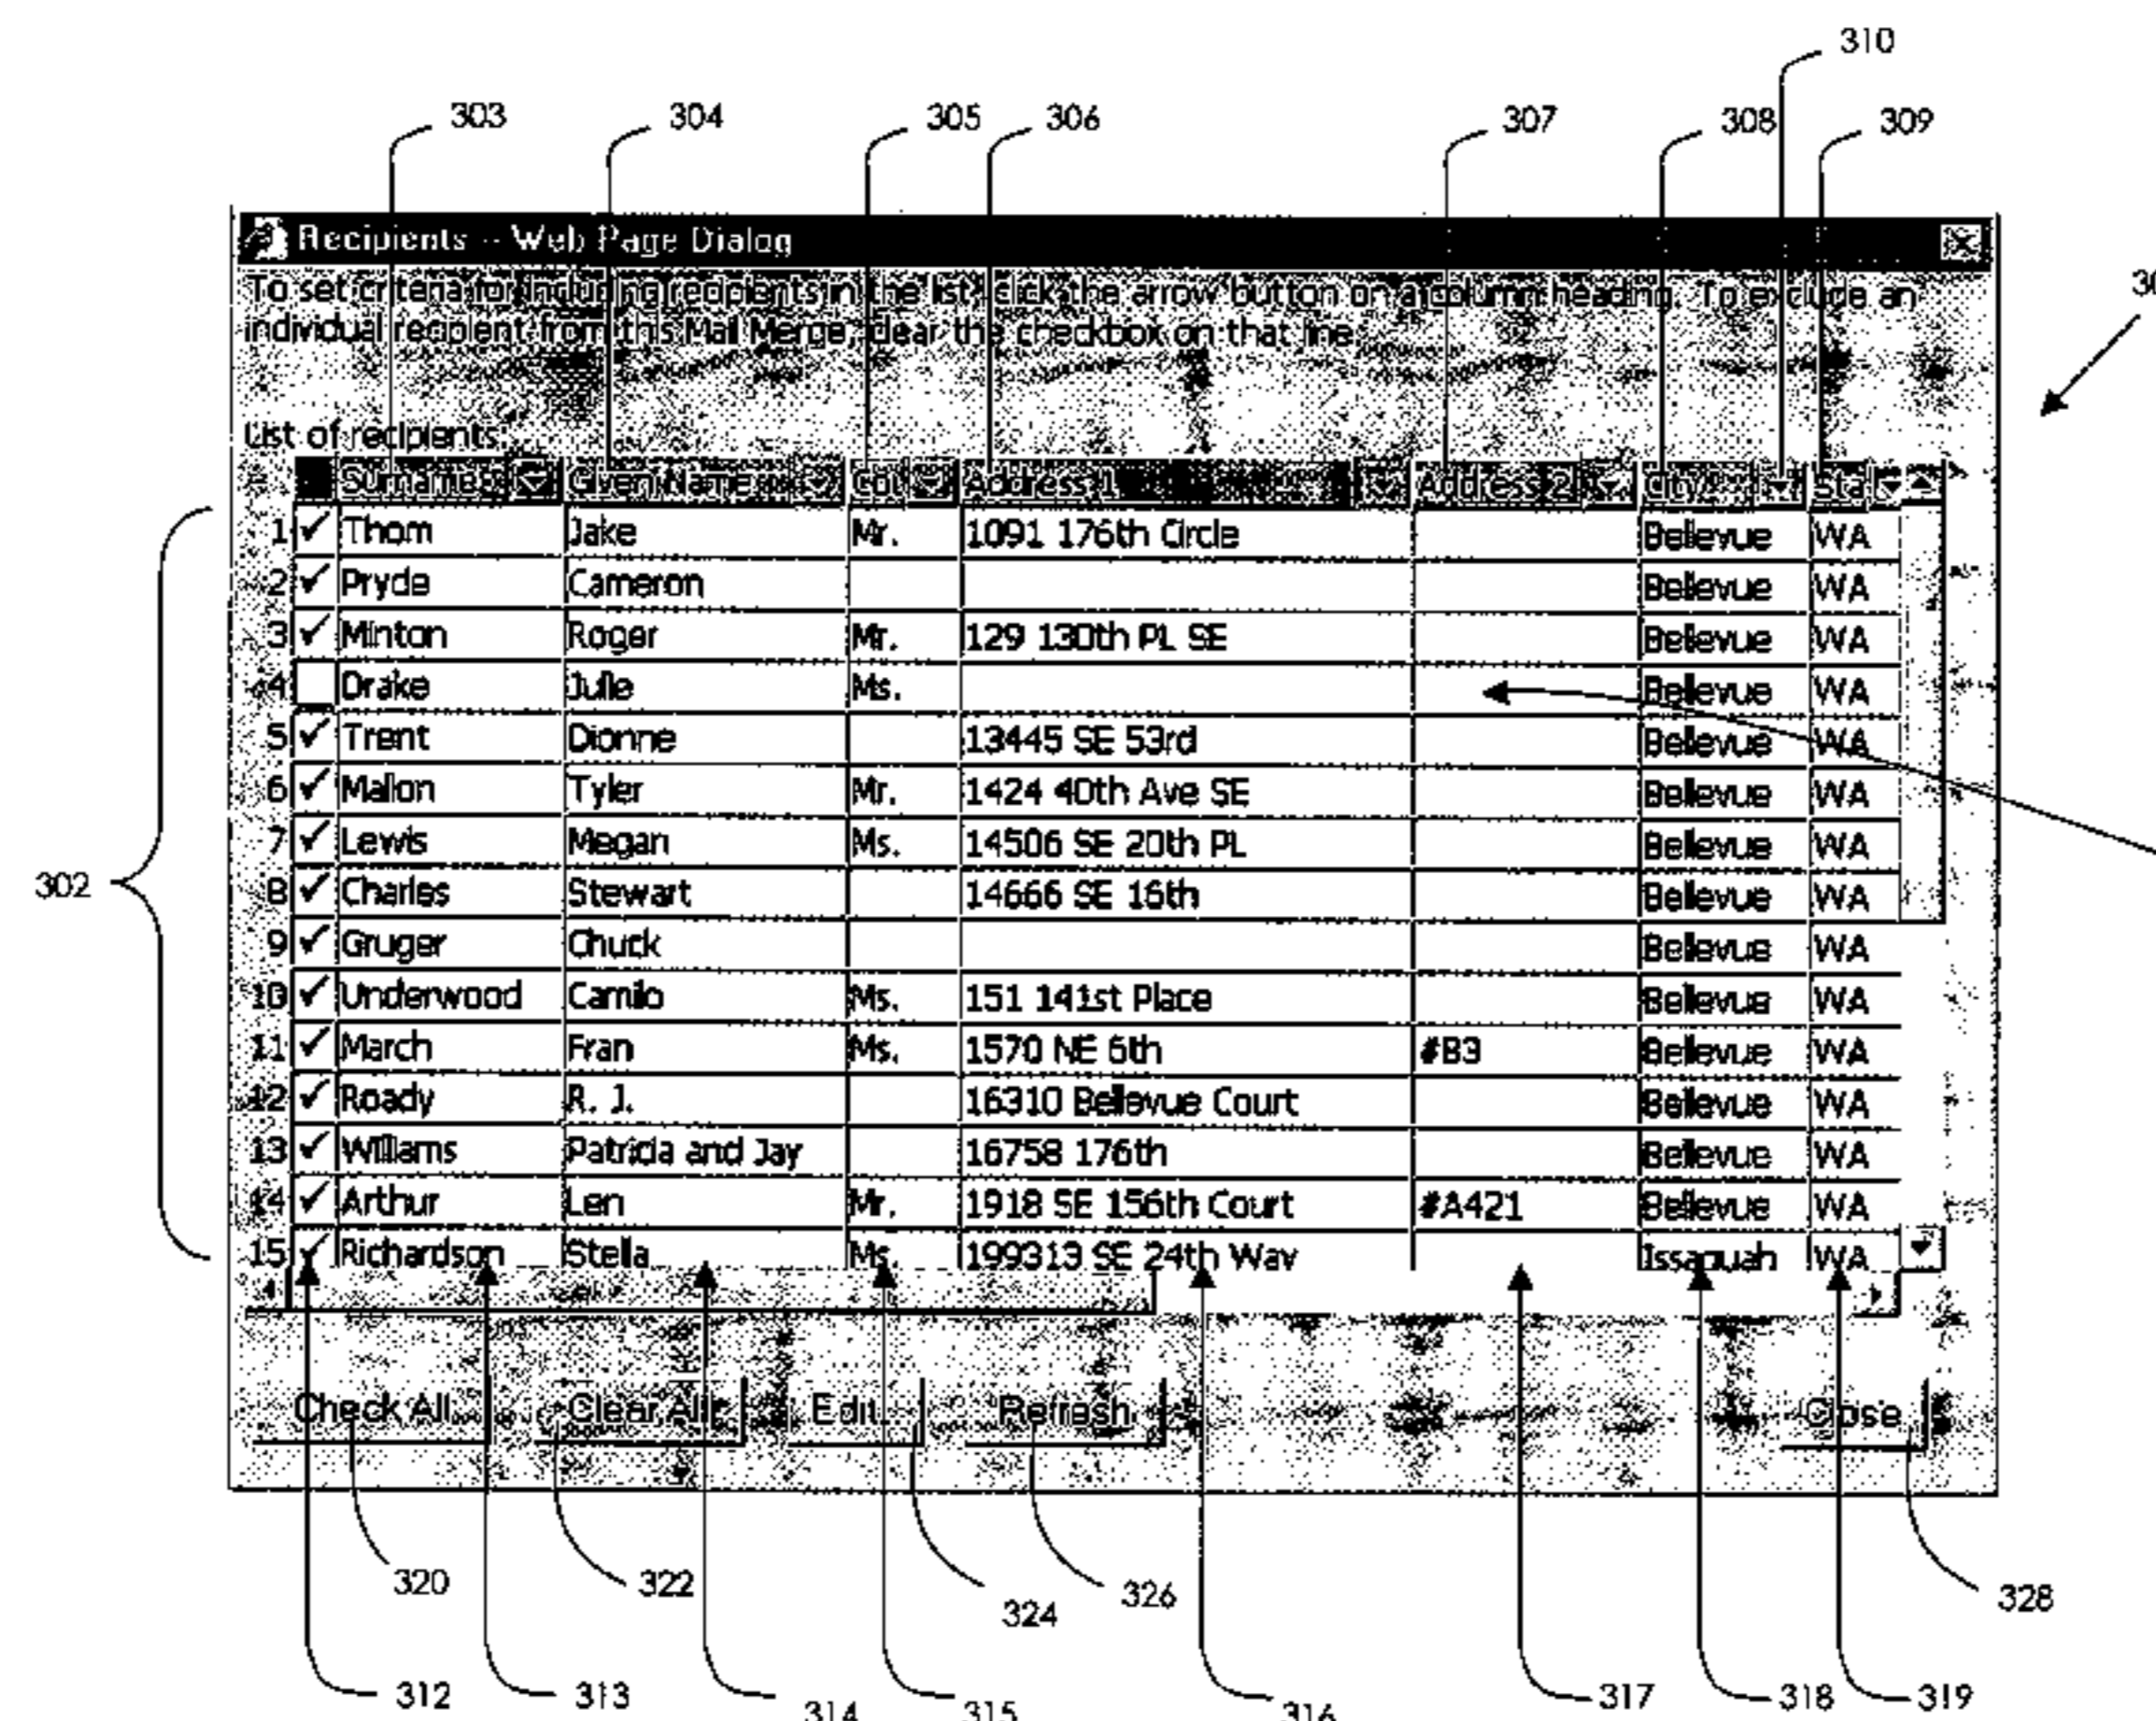 310
303 304 305 306 307 308 309
Recipients -- Web Page Dialog
To set criteria for including recipients in the list, click the arrow button on a column heading. To exclude an
individual recipient from this Mail Merge, clear the checkbox on that line.
List of recipients:
Surname Given Name Cou Address 1 Address 2 City Sta
1 ✓ Thom Jake Mr. 1091 176th Circle Bellevue WA
2 ✓ Pryde Cameron Bellevue WA
3 ✓ Minton Roger Mr. 129 130th PL SE Bellevue WA
4 Drake Julie Ms. Bellevue WA
5 ✓ Trent Dionne 13445 SE 53rd Bellevue WA
6 ✓ Mallon Tyler Mr. 1424 40th Ave SE Bellevue WA
7 ✓ Lewis Megan Ms. 14506 SE 20th PL Bellevue WA
8 ✓ Charles Stewart 14666 SE 16th Bellevue WA
302
9 ✓ Gruger Chuck Bellevue WA
10 ✓ Underwood Camilo Ms. 151 141st Place Bellevue WA
11 ✓ March Fran Ms. 1570 NE 6th #B3 Bellevue WA
12 ✓ Roady R. J. 16310 Bellevue Court Bellevue WA
13 ✓ Williams Patricia and Jay 16758 176th Bellevue WA
14 ✓ Arthur Len Mr. 1918 SE 156th Court #A421 Bellevue WA
15 ✓ Richardson Stella Ms. 199313 SE 24th Way Issaquah WA
Check All Clear All Edit... Refresh Close
320 322 324 326 328
312 313 314 315 316 317 318 319